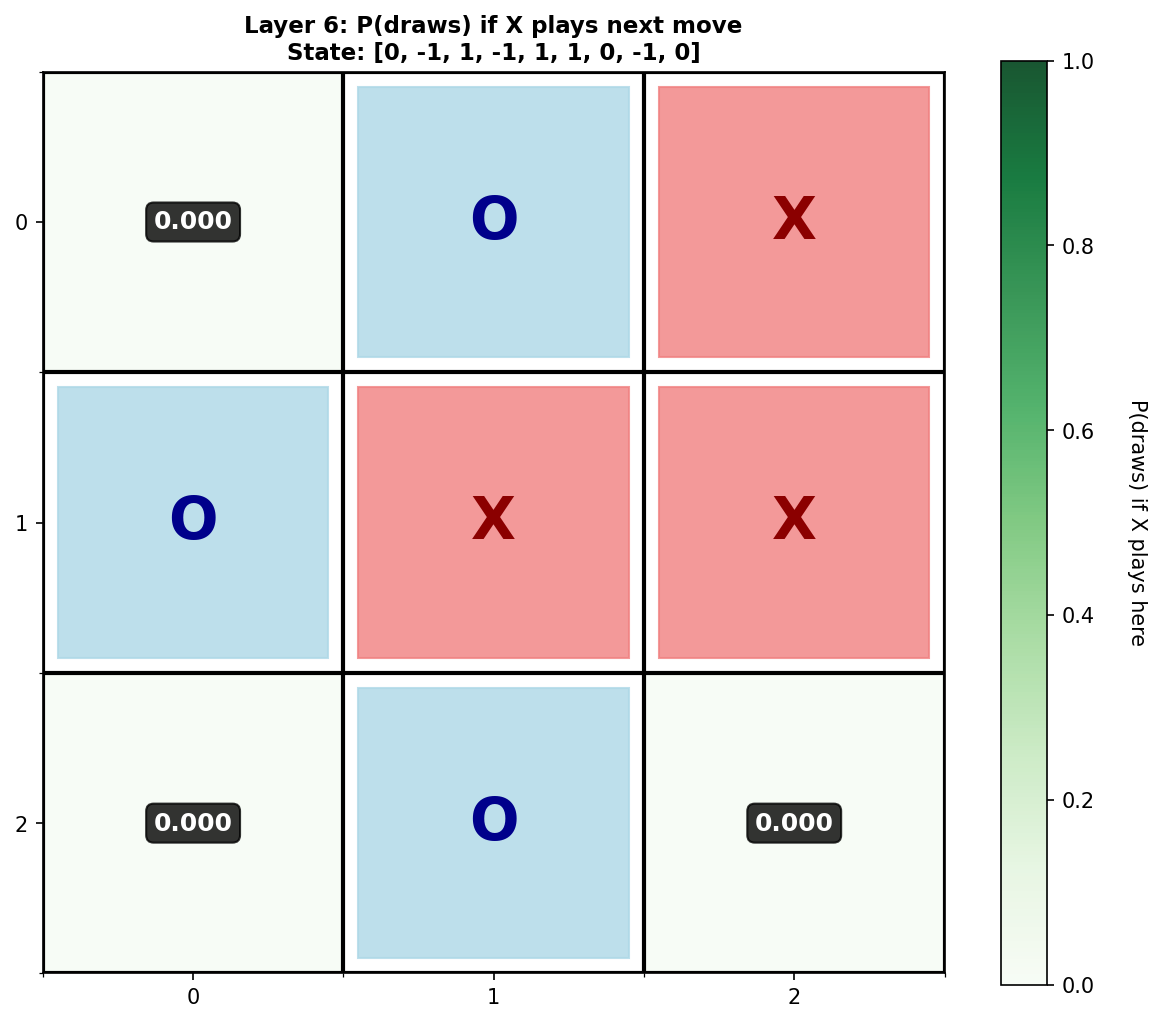 Layer 6: P(draws) if X plays next move
State: [0, -1, 1, -1, 1, 1, 0, -1, 0]
0
0.000
O
X
1
O
X
X
2
0.000
O
0.000
0
1
2
1.0
0.8
0.6
0.4
0.2
0.0
P(draws) if X plays here